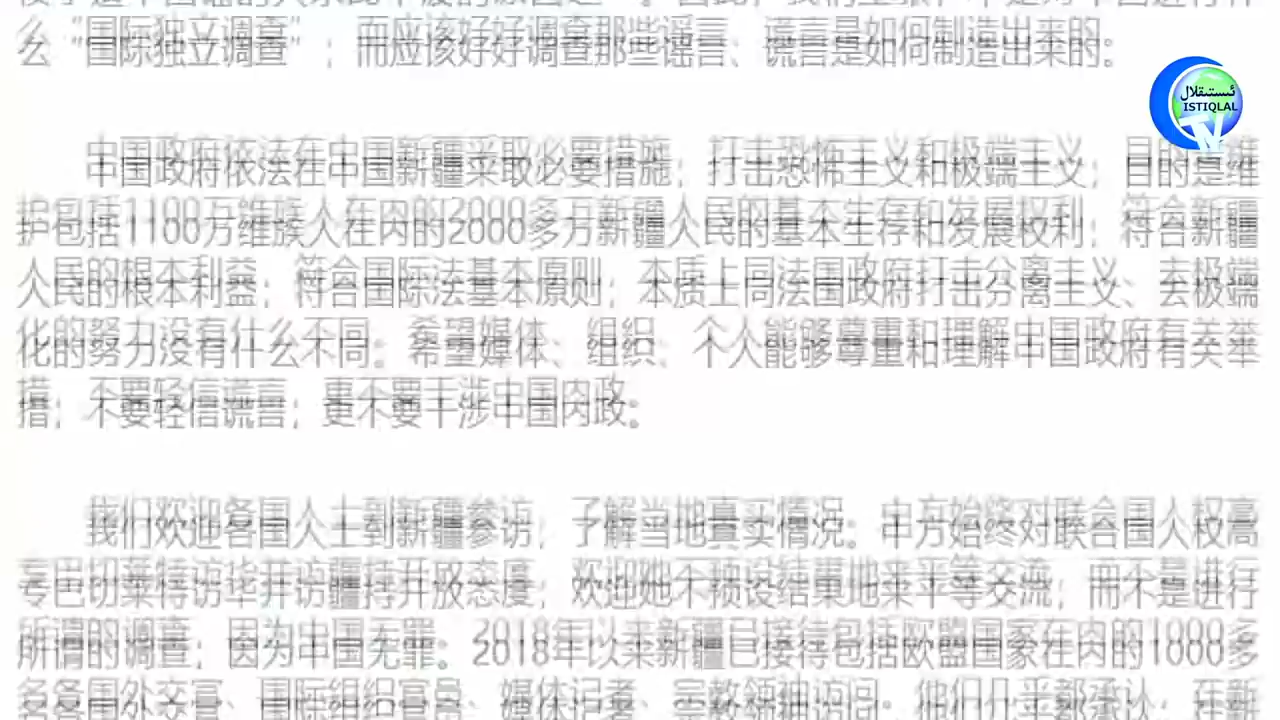 么“国际独立调查”，而应该好好调查那些谣言、谎言是如何制造出来的。
ئىستىقلال
ISTIQLAL
TV
中国政府依法在中国新疆采取必要措施，打击恐怖主义和极端主义，目的是维
护包括1100万维族人在内的2000多万新疆人民的基本生存和发展权利，符合新疆
人民的根本利益，符合国际法基本原则，本质上同法国政府打击分离主义、去极端
化的努力没有什么不同。希望媒体、组织、个人能够尊重和理解中国政府有关举
措，不要轻信谎言，更不要干涉中国内政。
我们欢迎各国人士到新疆参访，了解当地真实情况。中方始终对联合国人权高
专巴切莱特访华并访疆持开放态度，欢迎她不预设结果地来平等交流，而不是进行
所谓的调查，因为中国无罪。2018年以来新疆已接待包括欧盟国家在内的1000多
名各国外交官、国际组织官员、媒体记者、宗教领袖访问。他们几乎都承认，在新